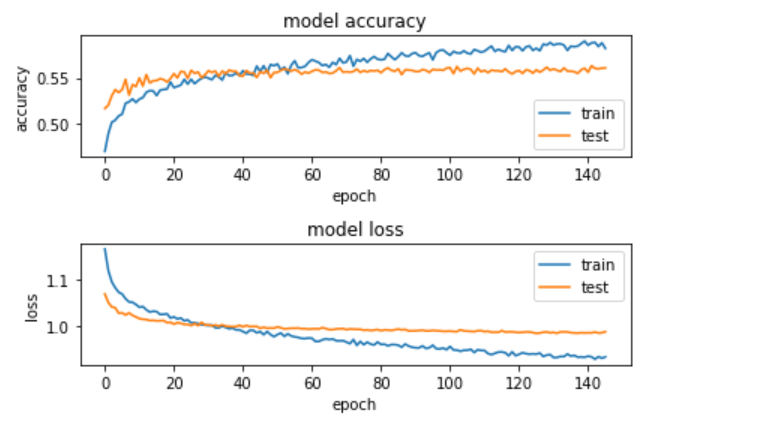 model accuracy
0.55
0.50
accuracy
train
test
0 20 40 60 80 100 120 140
epoch
model loss
1.1
1.0
loss
train
test
0 20 40 60 80 100 120 140
epoch